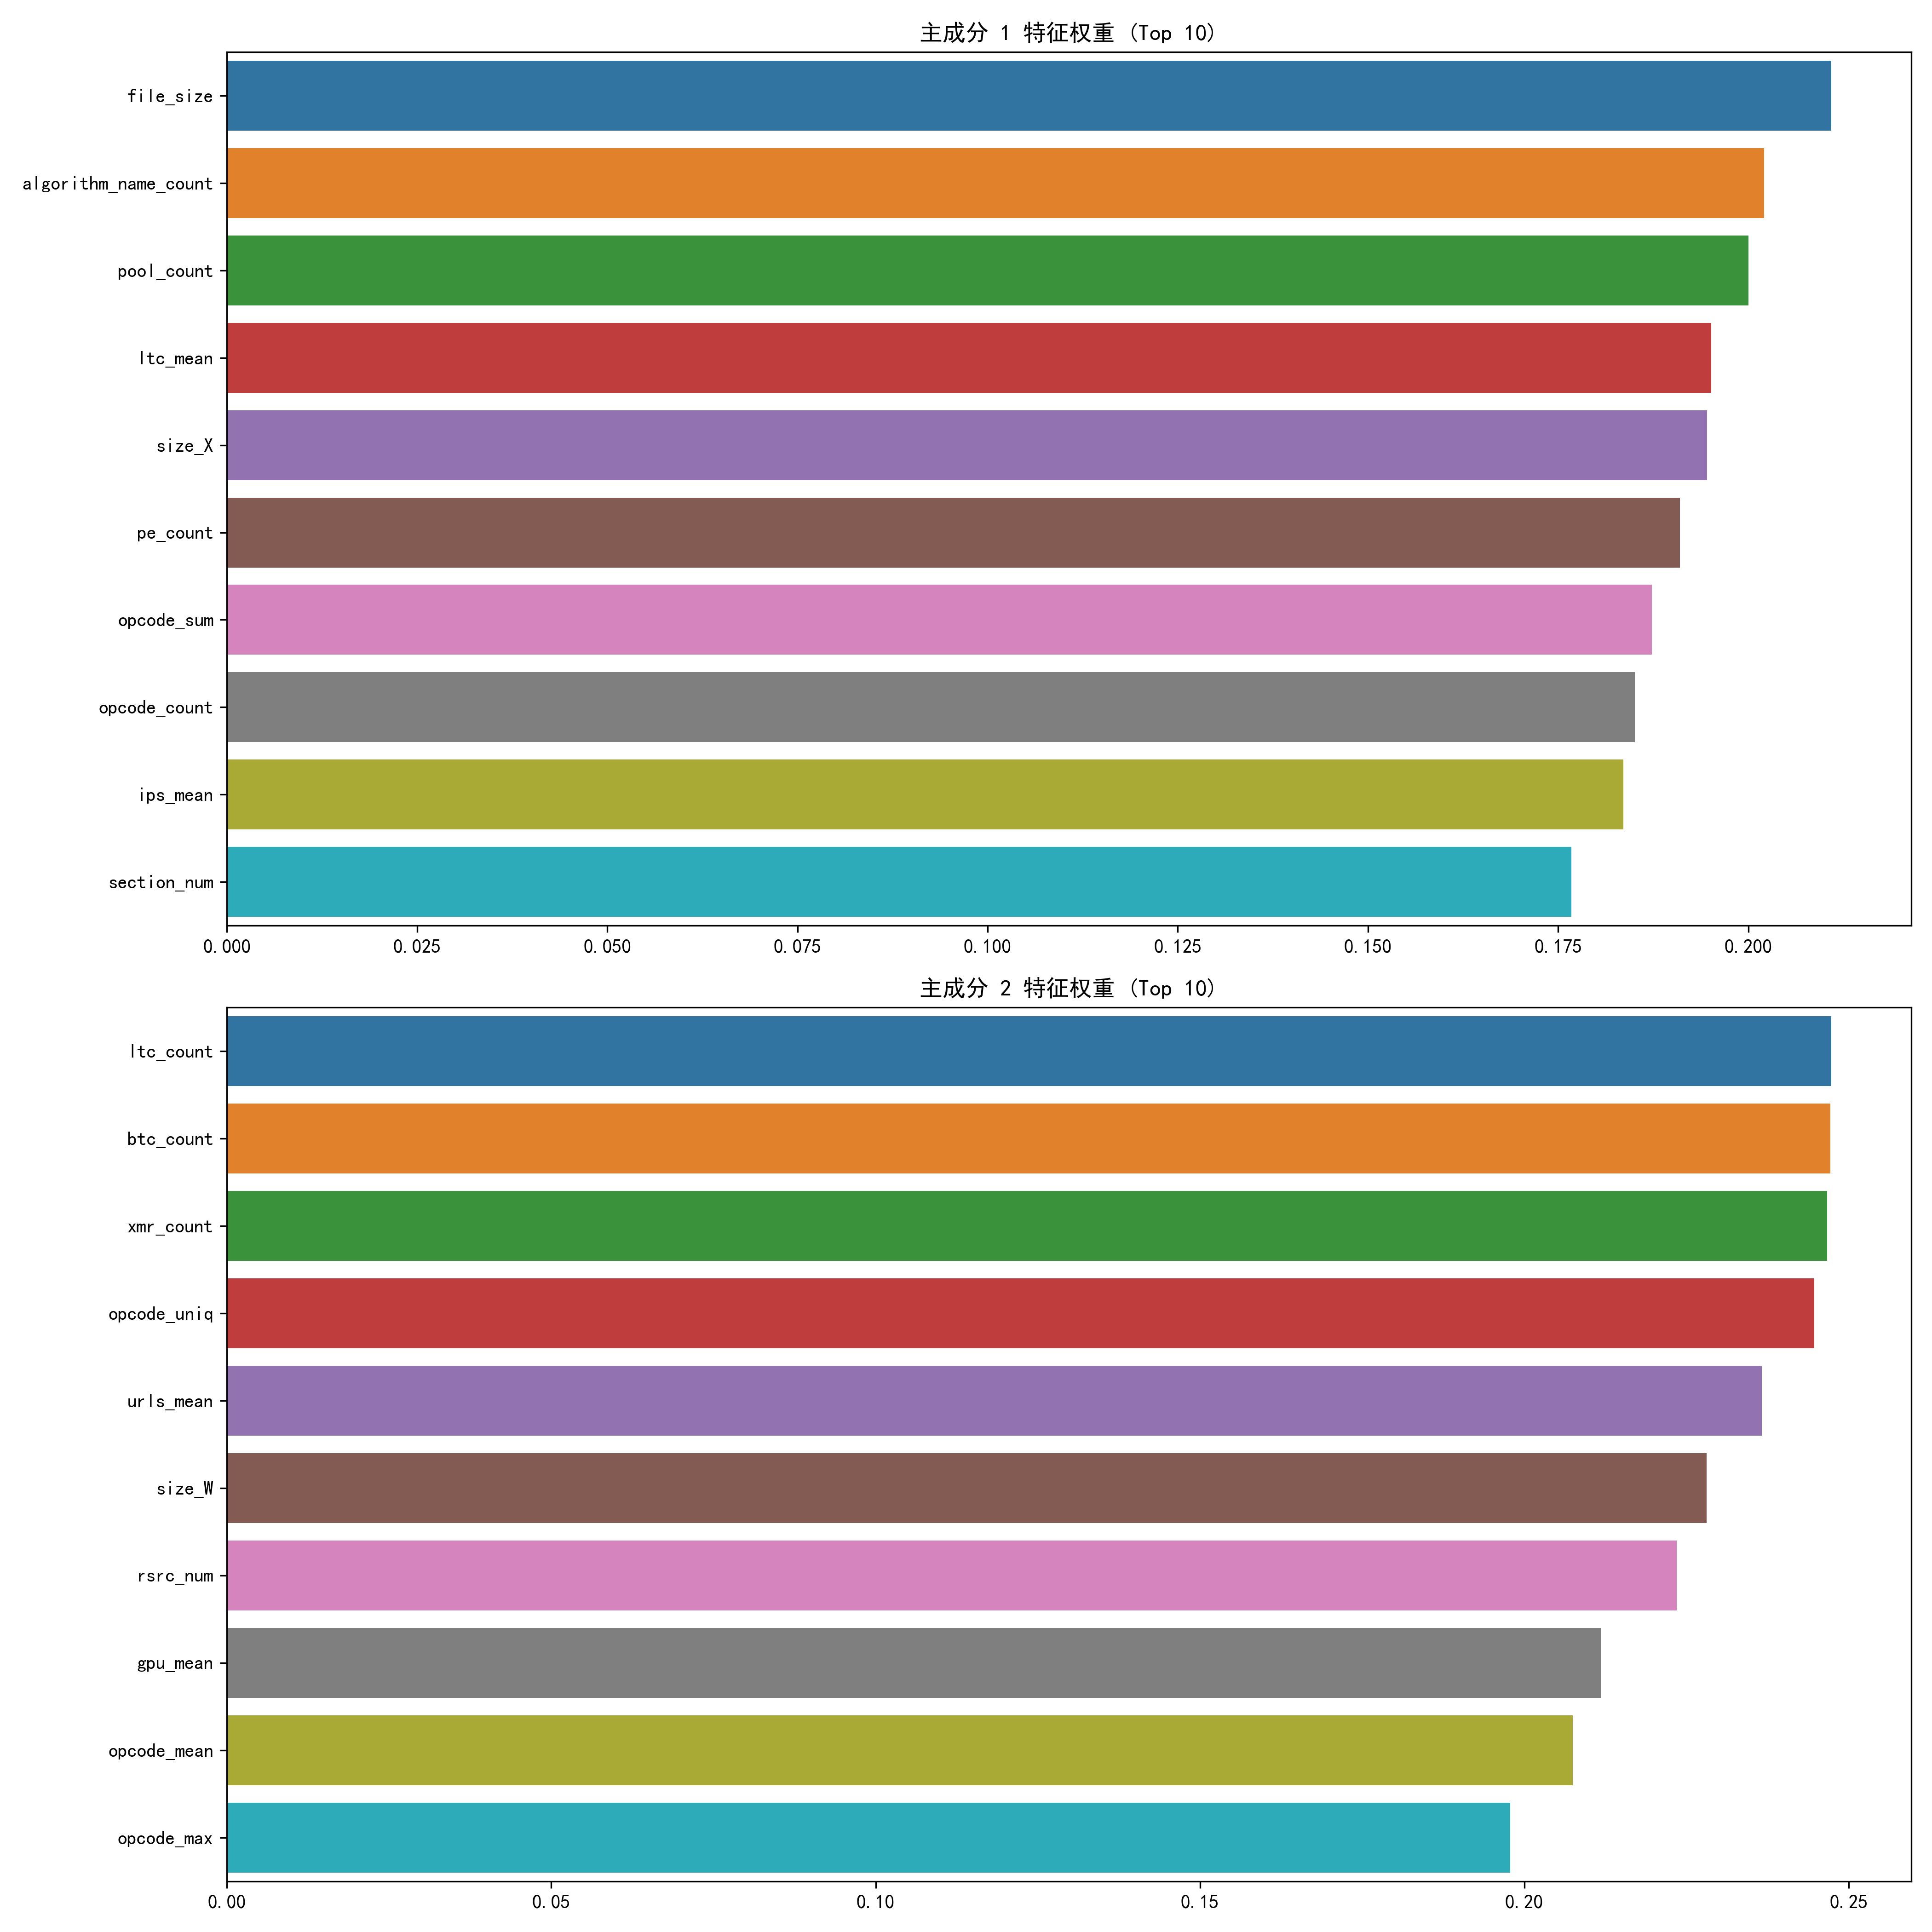 主成分 1 特征权重 (Top 10)
file_size
algorithm_name_count
pool_count
ltc_mean
size_X
pe_count
opcode_sum
opcode_count
ips_mean
section_num
0.000 0.025 0.050 0.075 0.100 0.125 0.150 0.175 0.200
主成分 2 特征权重 (Top 10)
ltc_count
btc_count
xmr_count
opcode_uniq
urls_mean
size_W
rsrc_num
gpu_mean
opcode_mean
opcode_max
0.00 0.05 0.10 0.15 0.20 0.25